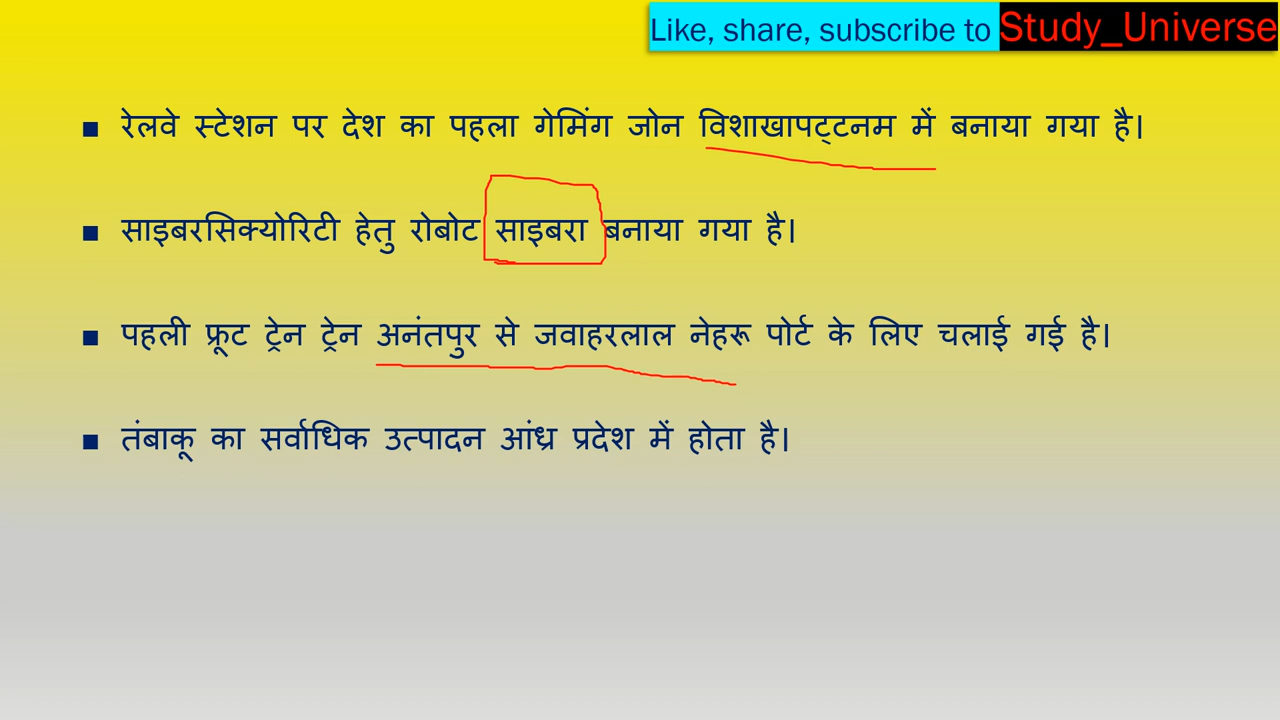 Like, share, subscribe to Study_Universe
▪ रेलवे स्टेशन पर देश का पहला गेमिंग जोन विशाखापट्टनम में बनाया गया है।
▪ साइबरसिक्योरिटी हेतु रोबोट साइबरा बनाया गया है।
▪ पहली फ्रूट ट्रेन ट्रेन अनंतपुर से जवाहरलाल नेहरू पोर्ट के लिए चलाई गई है।
▪ तंबाकू का सर्वाधिक उत्पादन आंध्र प्रदेश में होता है।